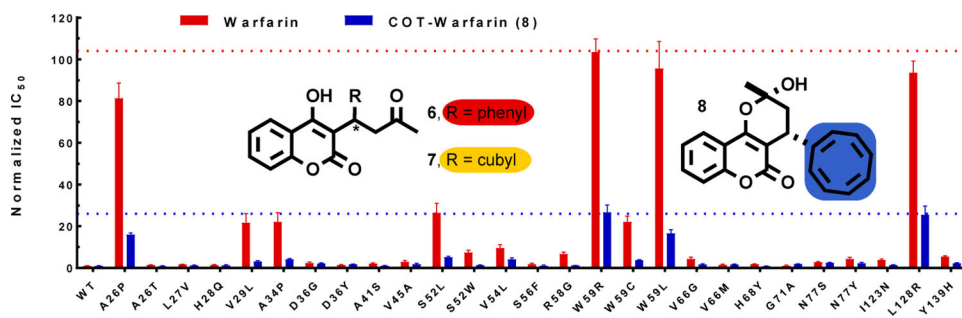 Warfarin COT-Warfarin (8)
Normalized IC50
120
100
80
60
40
20
0
OH R O
*
O O
6, R = phenyl
7, R = cubyl
8
OH
O
O O
WT A26P A26T L27V H28Q V29L A34P D36G D36Y A41S V45A S52L S52W V54L S56F R58G W59R W59C W59L V66G V66M H68Y G71A N77S N77Y I123N L128R Y139H